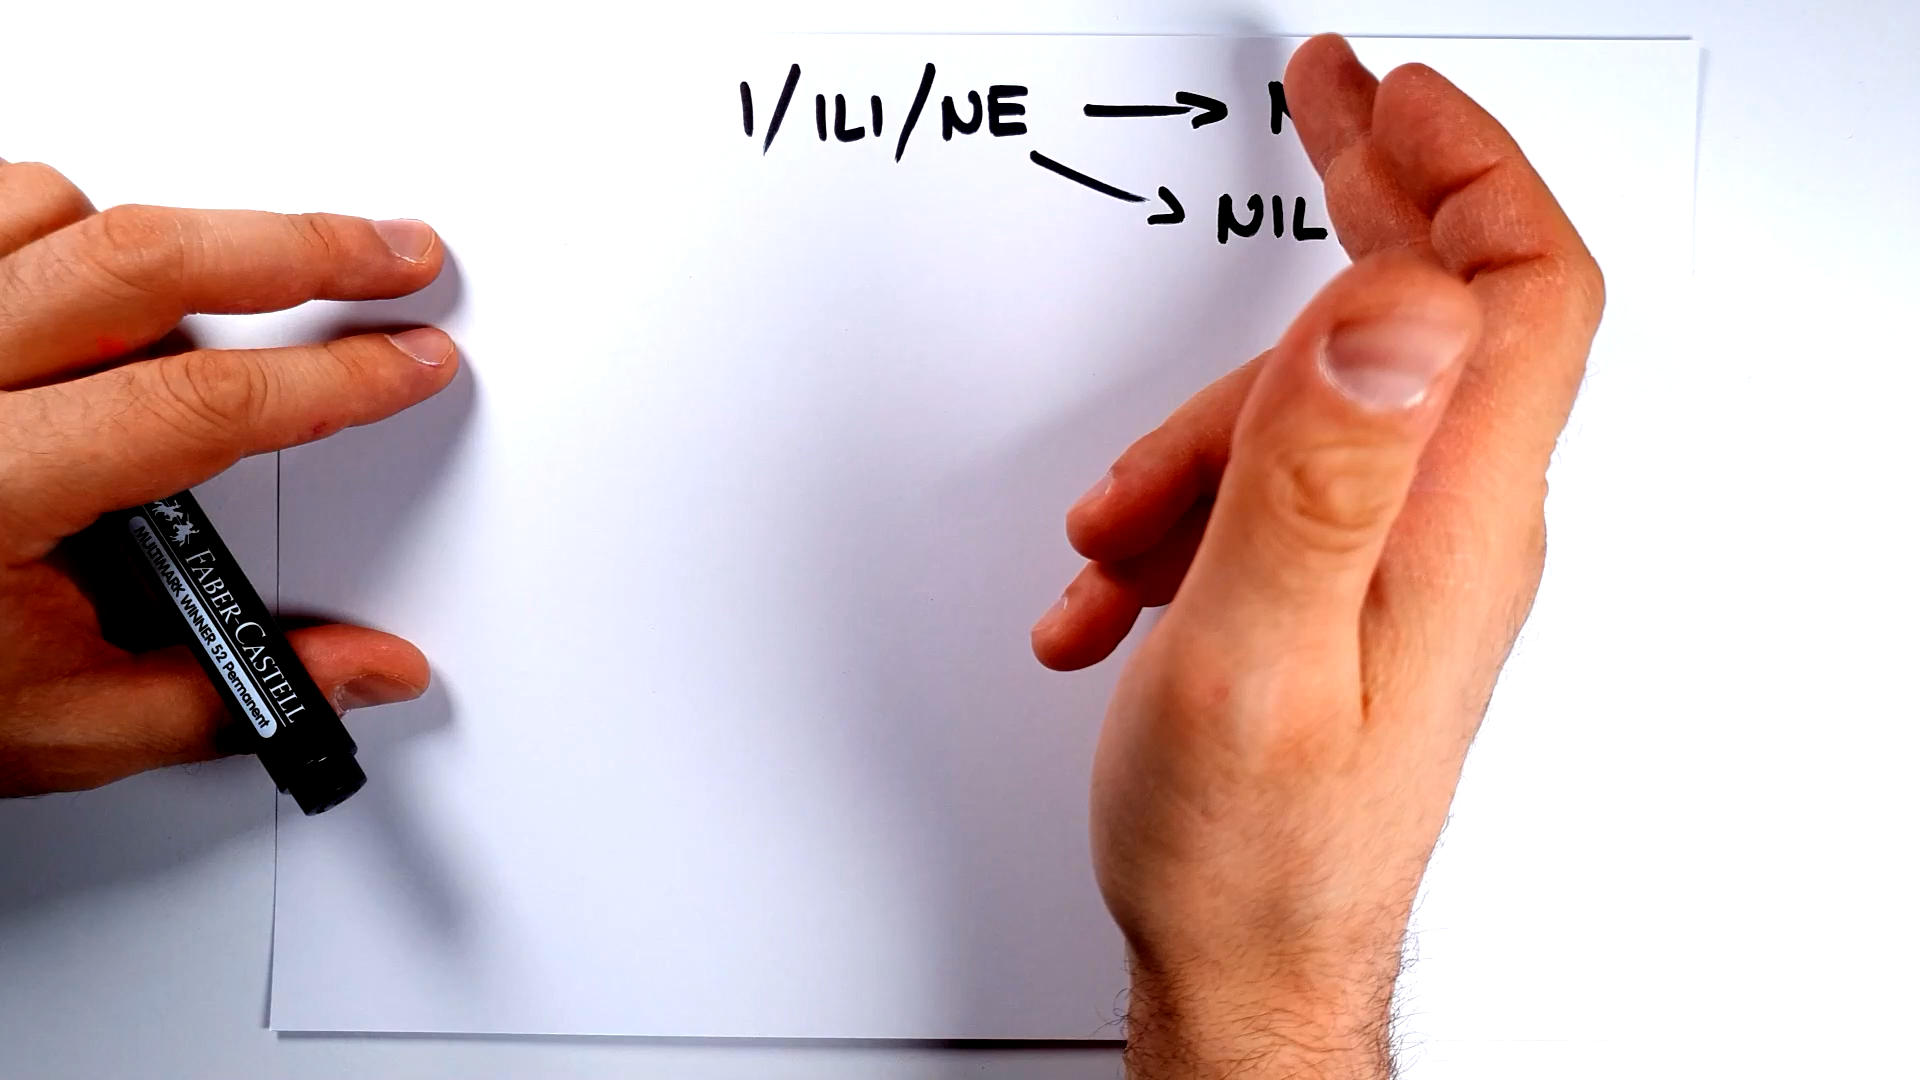 I/ILI/NE → N
→ NIL
FABER-CASTELL
MULTIMARK WINNER 52 Permanent